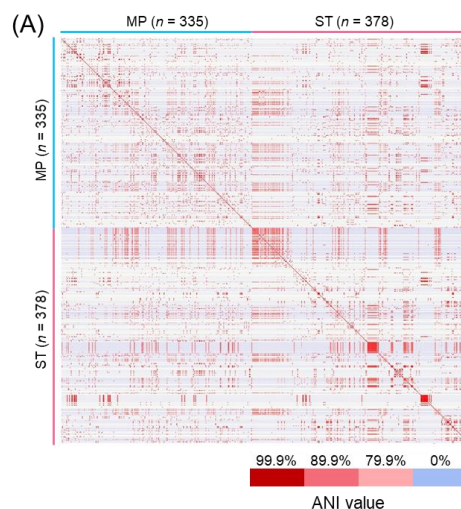 (A)
MP (n = 335)
ST (n = 378)
MP (n = 335)
ST (n = 378)
99.9% 89.9% 79.9% 0%
ANI value